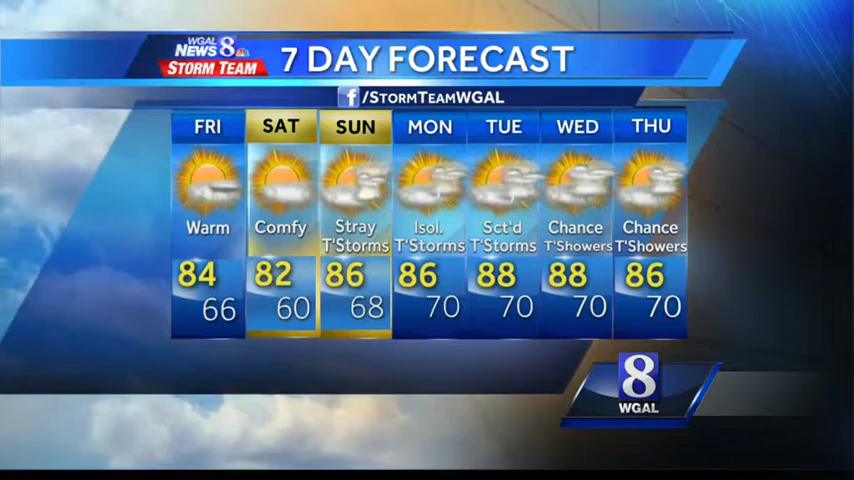 WGAL
NEWS 8
STORM TEAM
7 DAY FORECAST
f/STORMTEAMWGAL
FRI SAT SUN MON TUE WED THU
Warm Comfy Stray T'Storms Isol. T'Storms Sct'd T'Storms Chance T'Showers Chance T'Showers
84 82 86 86 88 88 86
66 60 68 70 70 70 70
8
WGAL